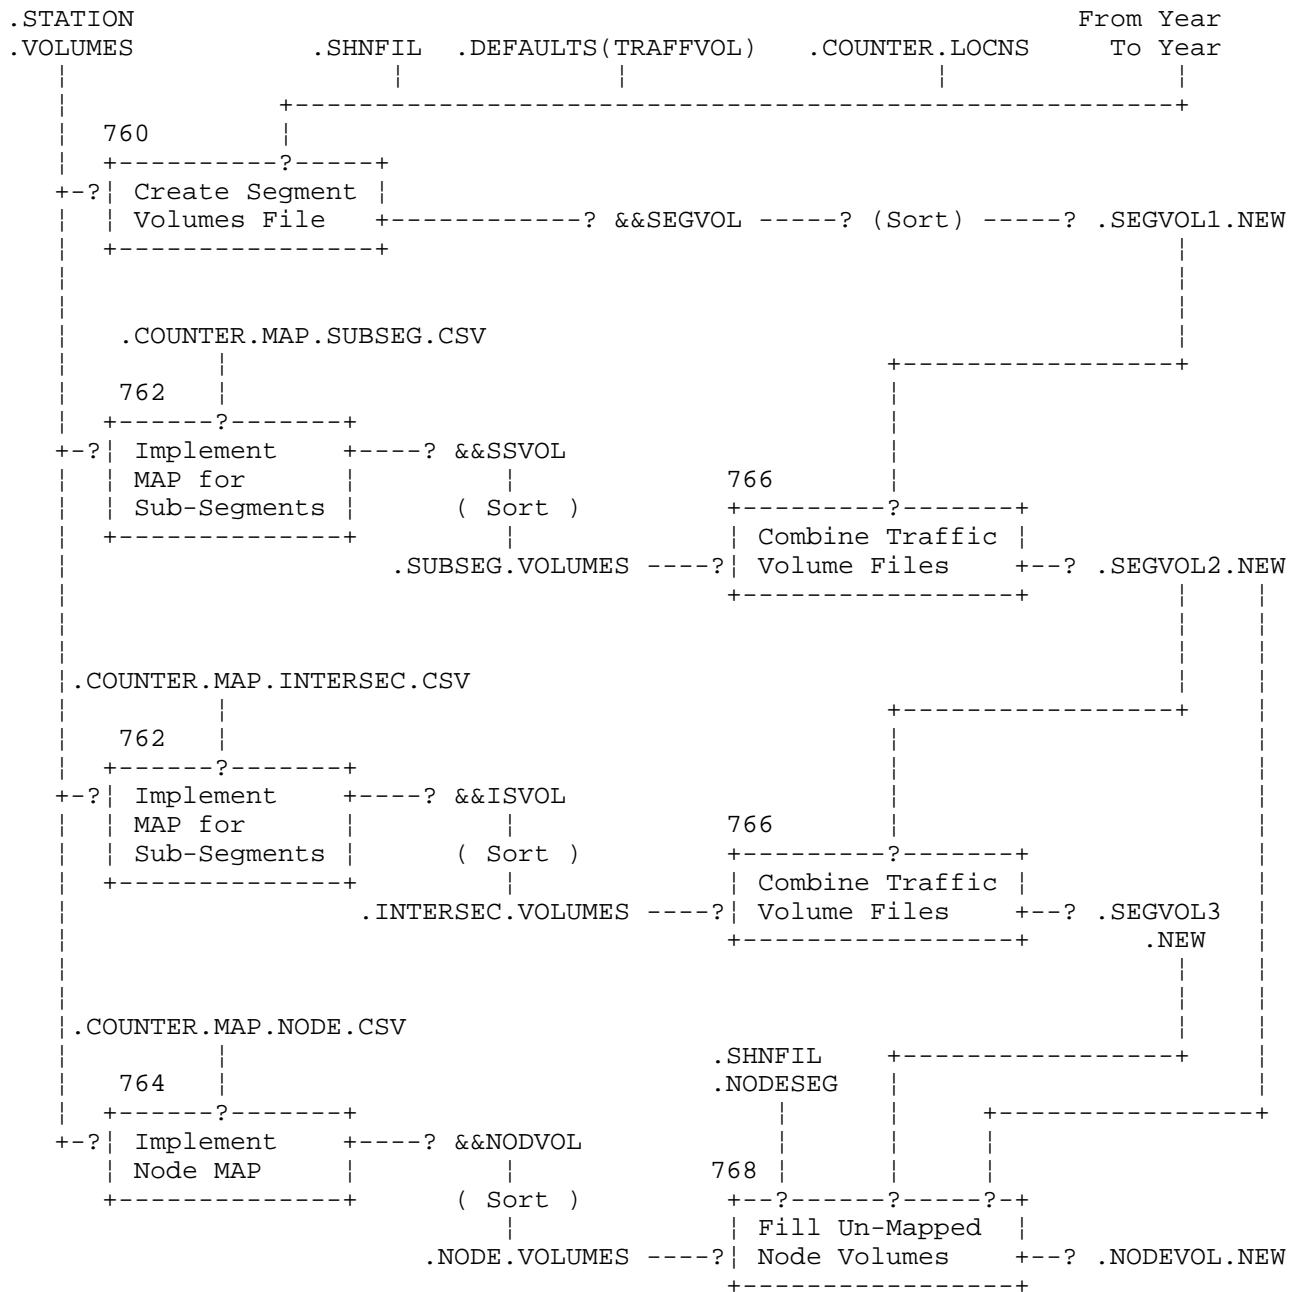 .STATION From Year
.VOLUMES .SHNFIL .DEFAULTS(TRAFFVOL) .COUNTER.LOCNS To Year
760
Create Segment
Volumes File ? &&SEGVOL -----? (Sort) -----? .SEGVOL1.NEW
.COUNTER.MAP.SUBSEG.CSV
762
Implement +----? &&SSVOL
MAP for 766
Sub-Segments ( Sort )
Combine Traffic
.SUBSEG.VOLUMES ----? Volume Files +--? .SEGVOL2.NEW
.COUNTER.MAP.INTERSEC.CSV
762
Implement +----? &&ISVOL
MAP for 766
Sub-Segments ( Sort )
Combine Traffic
.INTERSEC.VOLUMES ----? Volume Files +--? .SEGVOL3
.NEW
.COUNTER.MAP.NODE.CSV
.SHNFIL
764 .NODESEG
Implement +----? &&NODVOL
Node MAP 768
( Sort )
Fill Un-Mapped
.NODE.VOLUMES ----? Node Volumes +--? .NODEVOL.NEW